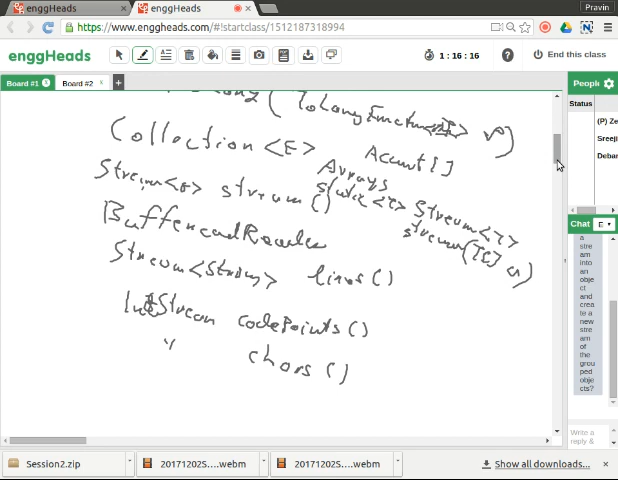 enggHeads
enggHeads
Pravin
https://www.enggheads.com/#!startclass/1512187318994
enggHeads
1 : 16 : 16
End this class
Board #1
Board #2 x
+
People
Status
(P) Ze
Sreeji
Debar
Chat
E
a
stre
am
into
an
obje
ct
and
crea
te a
new
stre
am
of
the
grou
ped
obje
cts?
Write a
reply &
Collection <E>
Account []
Arrays
Stream<E> stream ()
static <T> Stream<T>
stream(T[] a)
BufferedReader
Stream<String> lines ()
IntStream codePoints ()
" chars ()
Session2.zip
20171202S....webm
20171202S....webm
Show all downloads...